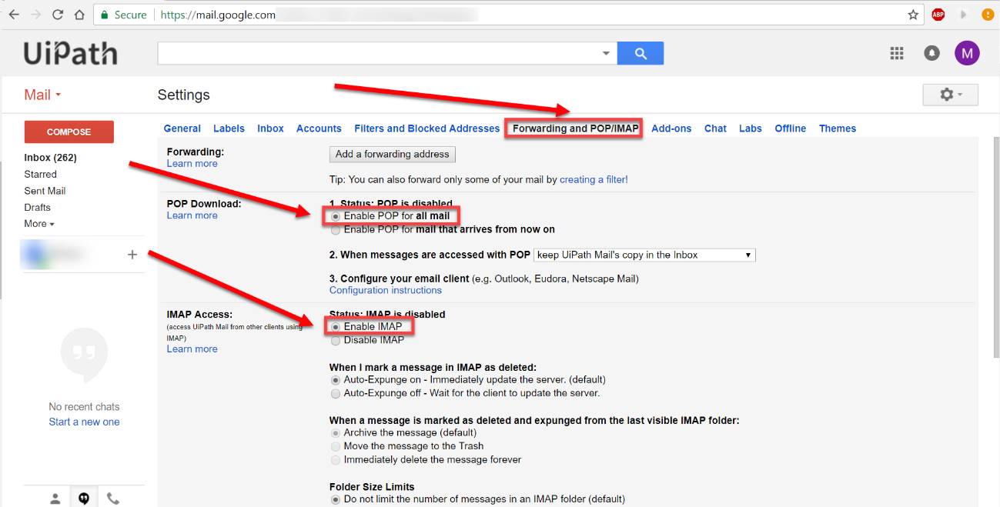 Secure https://mail.google.com
ABP
UiPath
M
Mail
Settings
General Labels Inbox Accounts Filters and Blocked Addresses Forwarding and POP/IMAP Add-ons Chat Labs Offline Themes
COMPOSE
Inbox (262)
Starred
Sent Mail
Drafts
More
No recent chats
Start a new one
Forwarding:
Learn more
Add a forwarding address
Tip: You can also forward only some of your mail by creating a filter!
POP Download:
Learn more
1. Status: POP is disabled
Enable POP for all mail
Enable POP for mail that arrives from now on
2. When messages are accessed with POP keep UiPath Mail's copy in the Inbox
3. Configure your email client (e.g. Outlook, Eudora, Netscape Mail)
Configuration instructions
IMAP Access:
(access UiPath Mail from other clients using
IMAP)
Learn more
Status: IMAP is disabled
Enable IMAP
Disable IMAP
When I mark a message in IMAP as deleted:
Auto-Expunge on - Immediately update the server. (default)
Auto-Expunge off - Wait for the client to update the server.
When a message is marked as deleted and expunged from the last visible IMAP folder:
Archive the message (default)
Move the message to the Trash
Immediately delete the message forever
Folder Size Limits
Do not limit the number of messages in an IMAP folder (default)